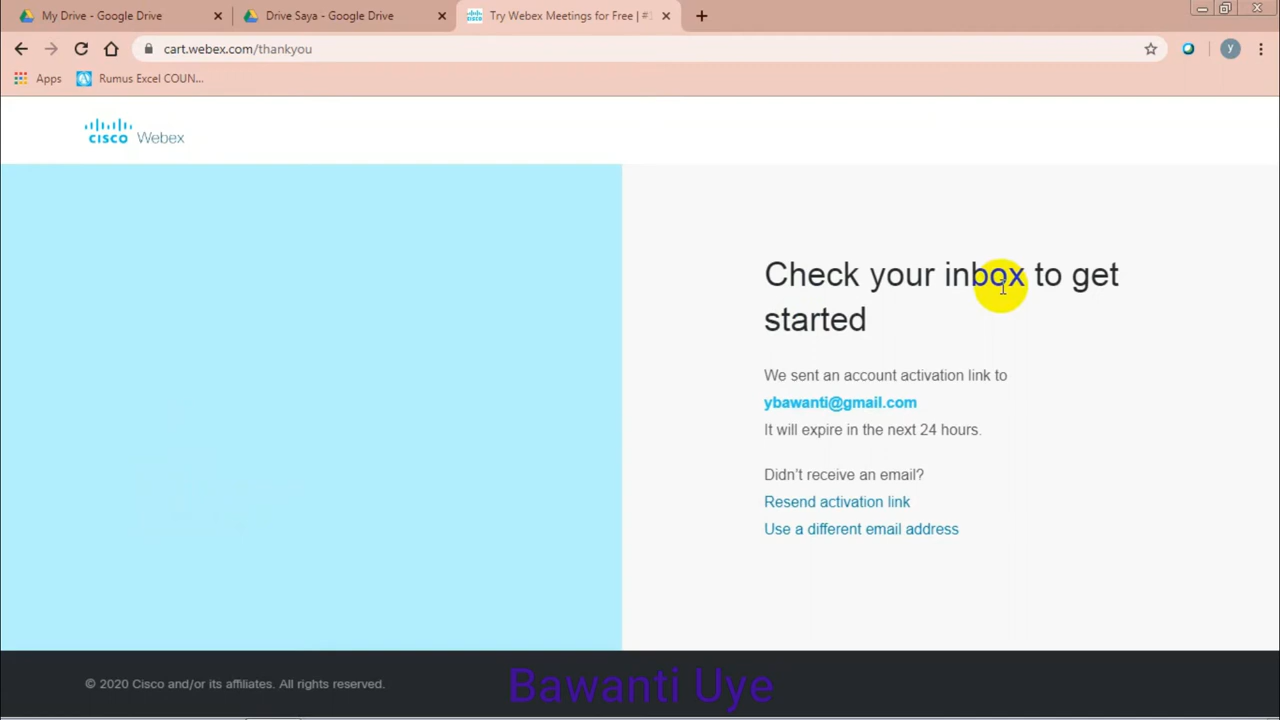 My Drive - Google Drive
Drive Saya - Google Drive
Try Webex Meetings for Free | #
cart.webex.com/thankyou
y
Apps
Rumus Excel COUN...
CISCO Webex
Check your inbox to get
started
We sent an account activation link to
ybawanti@gmail.com
It will expire in the next 24 hours.
Didn't receive an email?
Resend activation link
Use a different email address
© 2020 Cisco and/or its affiliates. All rights reserved.
Bawanti Uye